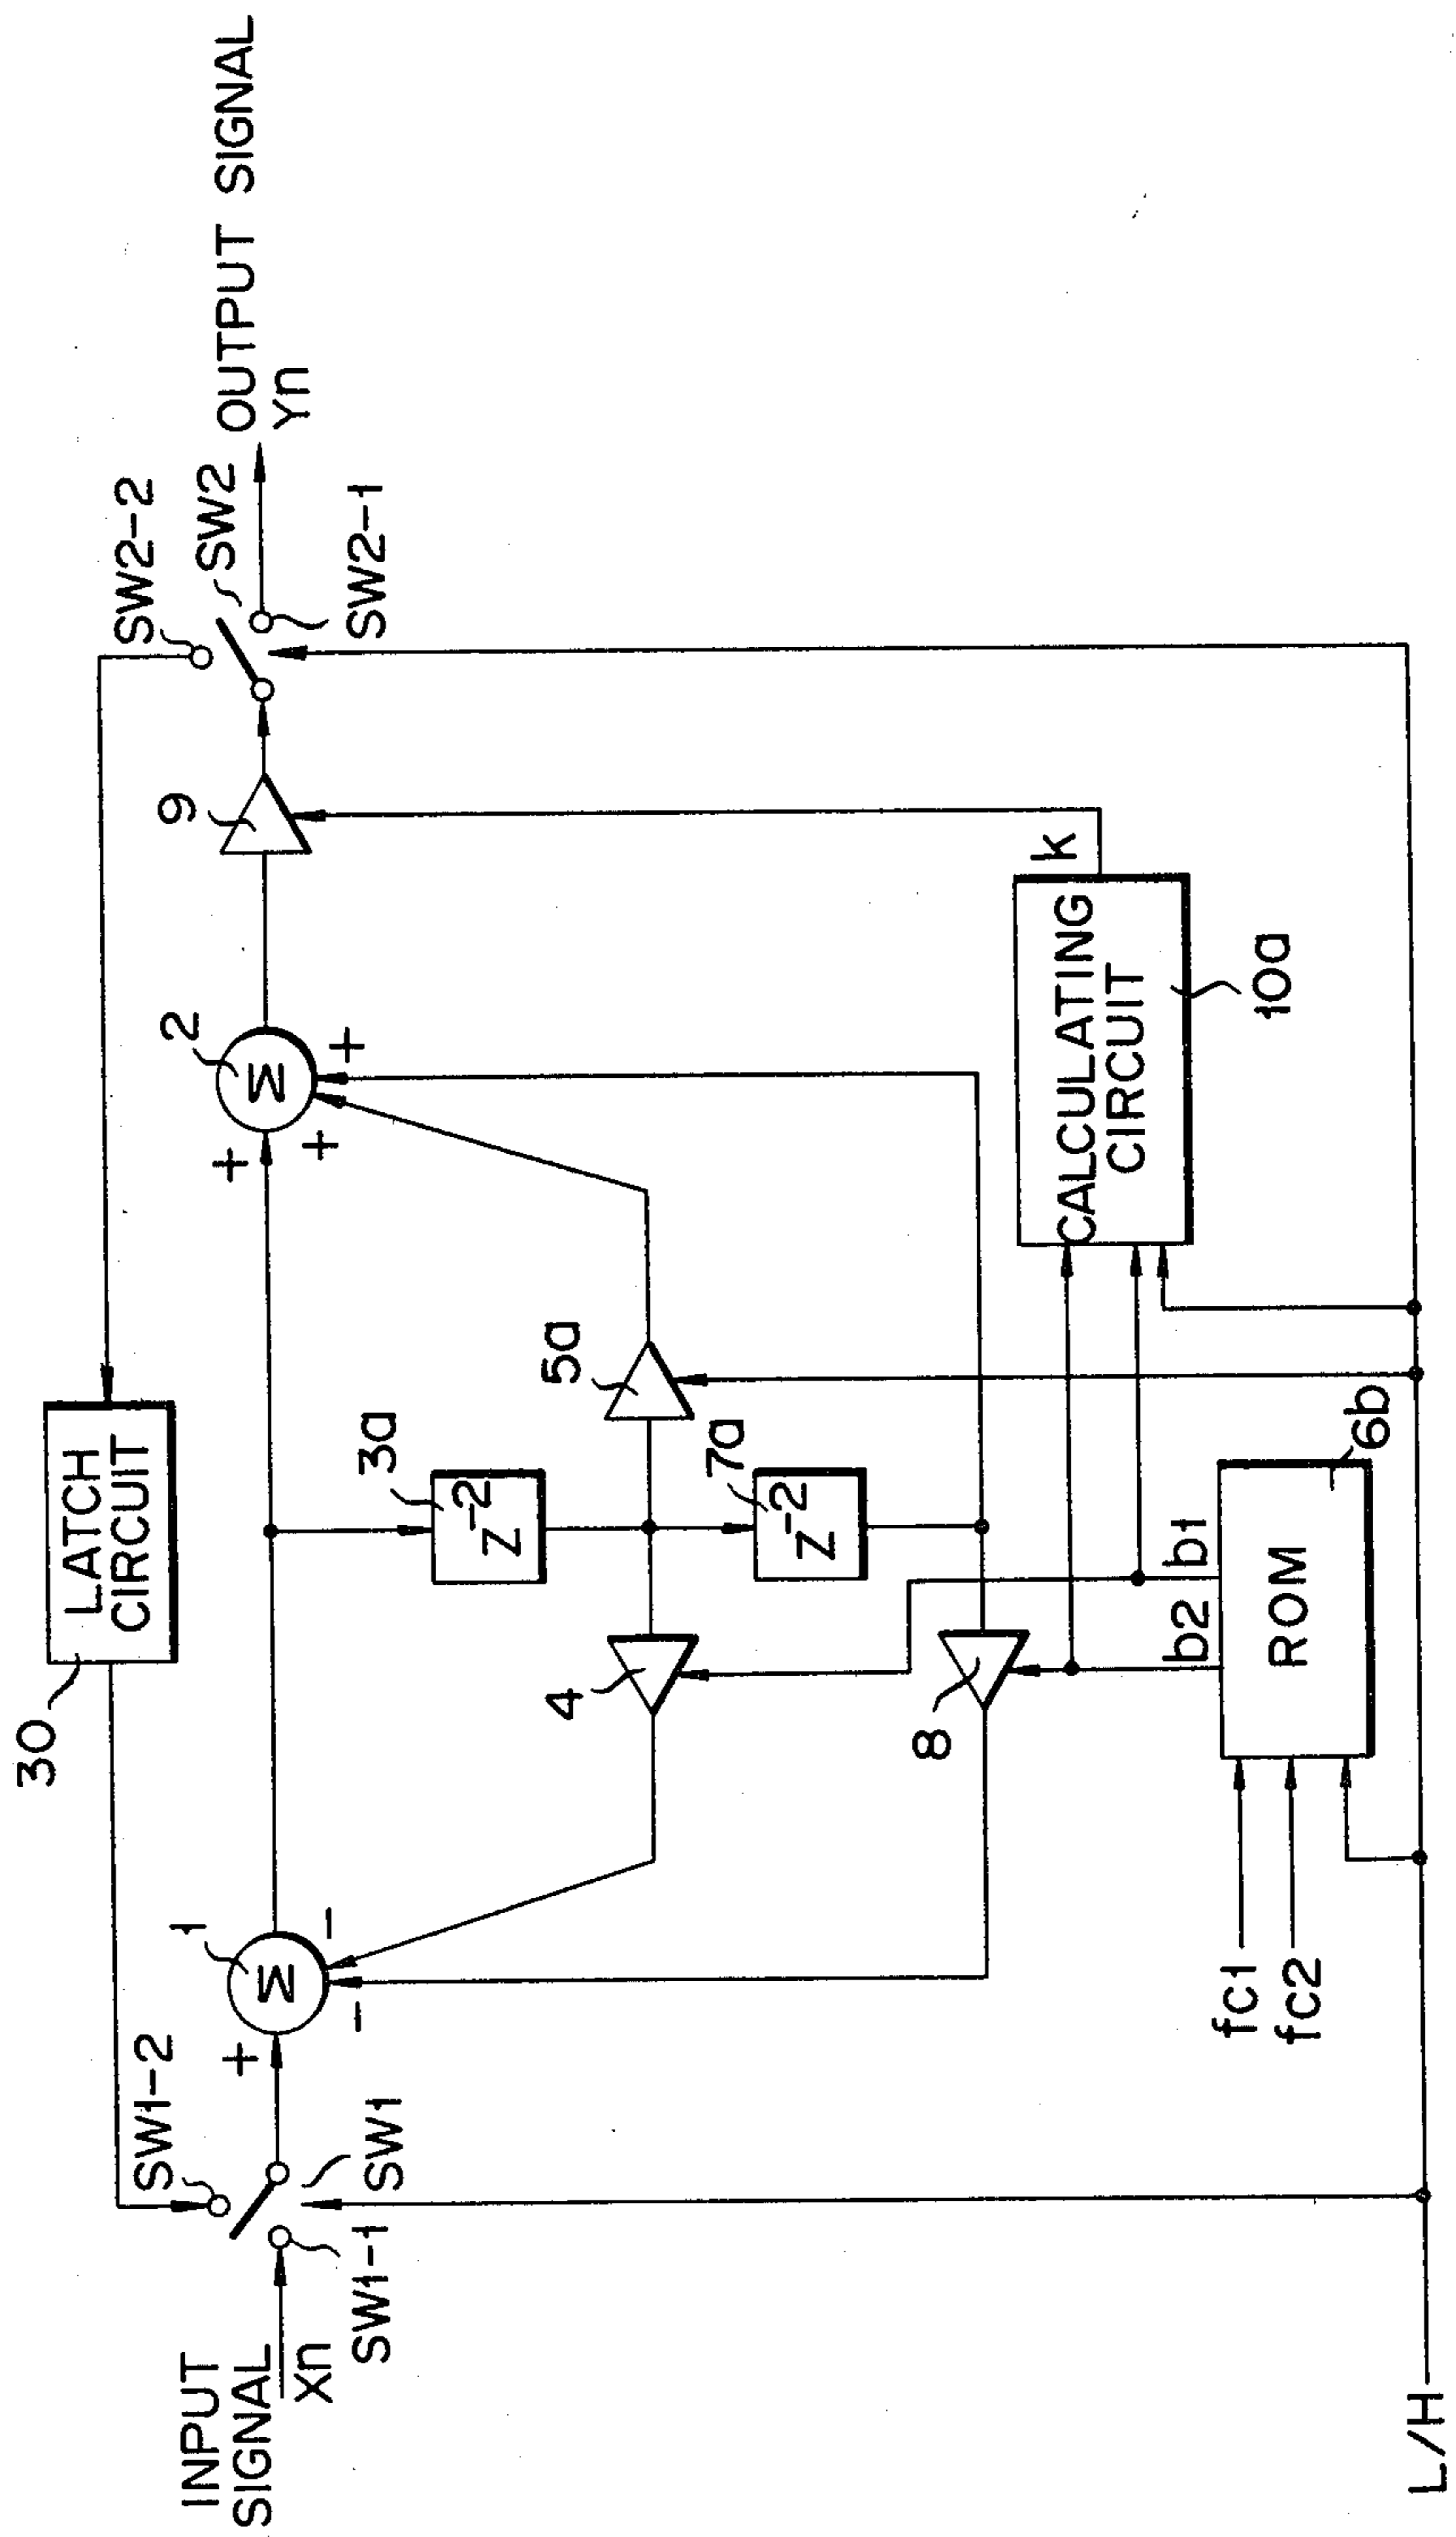 30
LATCH
CIRCUIT
SW1-2
SW2-2
INPUT
SIGNAL
Xn
SW1-1
SW1
+
1
Σ
-
-
+
2
Σ
+
+
9
SW2
SW2-1
OUTPUT SIGNAL
Yn
3a
Z-2
4
5a
7a
Z-2
8
fc1
fc2
b2
b1
ROM
6b
CALCULATING
CIRCUIT
k
10a
L/H